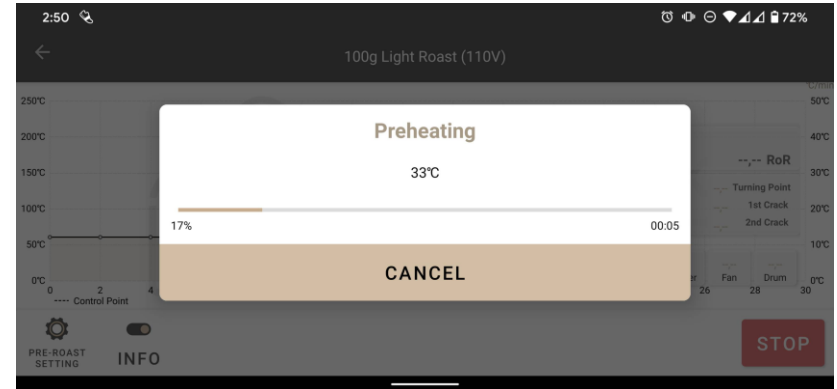 2:50
72%
100g Light Roast (110V)
℃/min
250℃
50℃
200℃
40℃
150℃
30℃
100℃
20℃
50℃
10℃
0℃
0℃
Preheating
33℃
17%
00:05
CANCEL
--,-- RoR
--,-- Turning Point
--,-- 1st Crack
--,-- 2nd Crack
Fan
Drum
0
2
4
26
28
30
---- Control Point
PRE-ROAST
SETTING
INFO
STOP